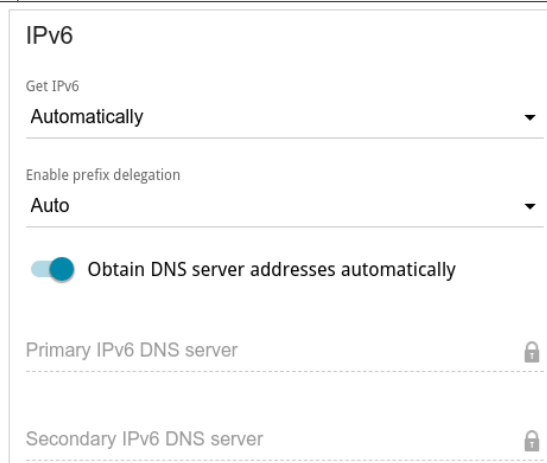 IPv6
Get IPv6
Automatically
Enable prefix delegation
Auto
Obtain DNS server addresses automatically
Primary IPv6 DNS server
Secondary IPv6 DNS server